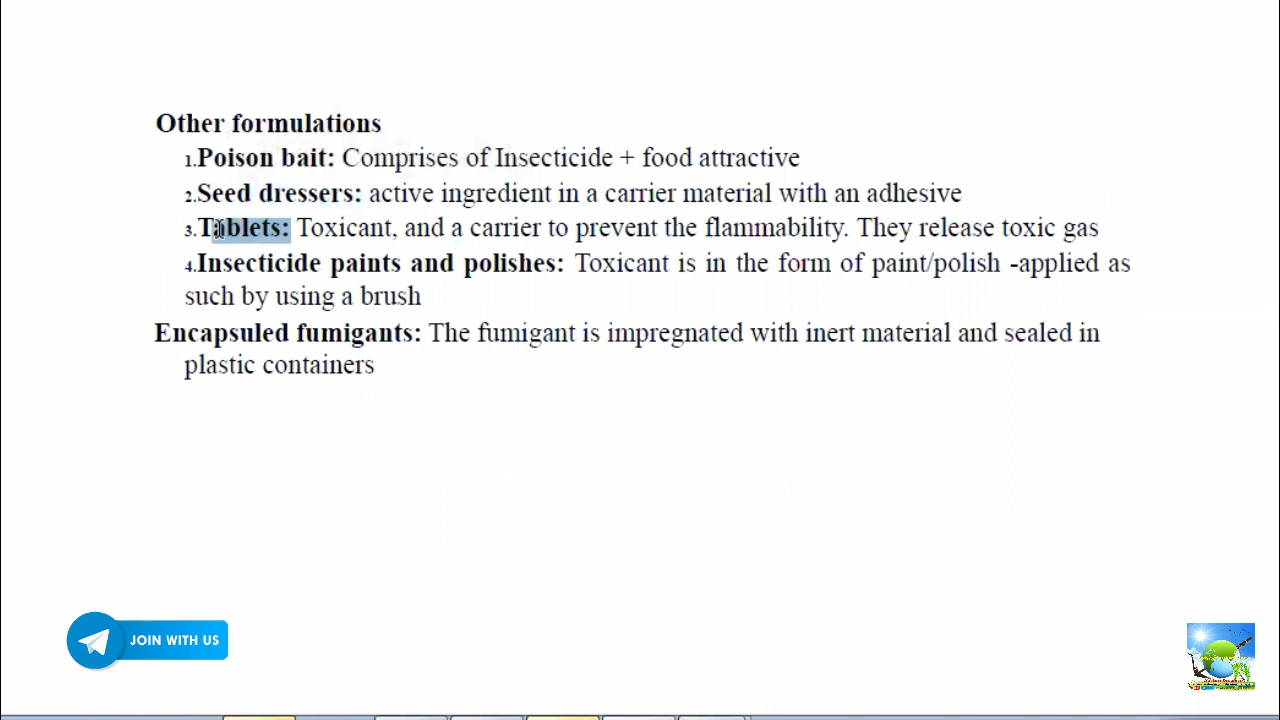 Other formulations
1.Poison bait: Comprises of Insecticide + food attractive
2.Seed dressers: active ingredient in a carrier material with an adhesive
3.Tablets: Toxicant, and a carrier to prevent the flammability. They release toxic gas
4.Insecticide paints and polishes: Toxicant is in the form of paint/polish -applied as
such by using a brush
Encapsuled fumigants: The fumigant is impregnated with inert material and sealed in
plastic containers
JOIN WITH US